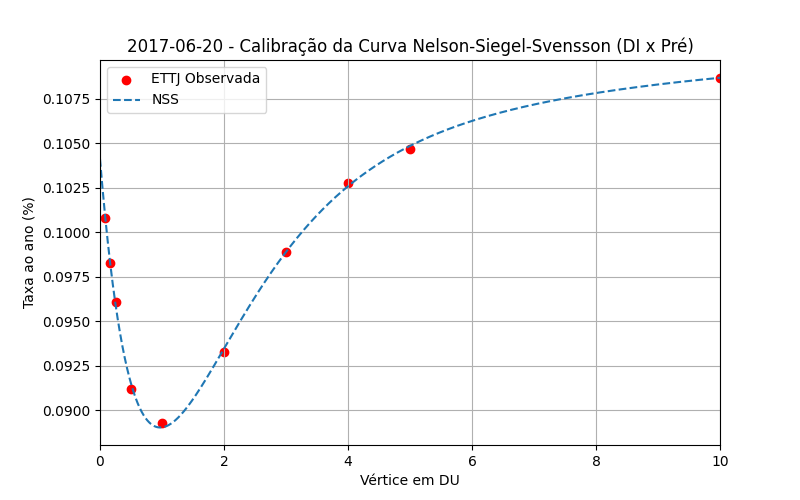 2017-06-20 - Calibração da Curva Nelson-Siegel-Svensson (DI x Pré)
ETTJ Observada
NSS
Taxa ao ano (%)
0.1075
0.1050
0.1025
0.1000
0.0975
0.0950
0.0925
0.0900
0 2 4 6 8 10
Vértice em DU